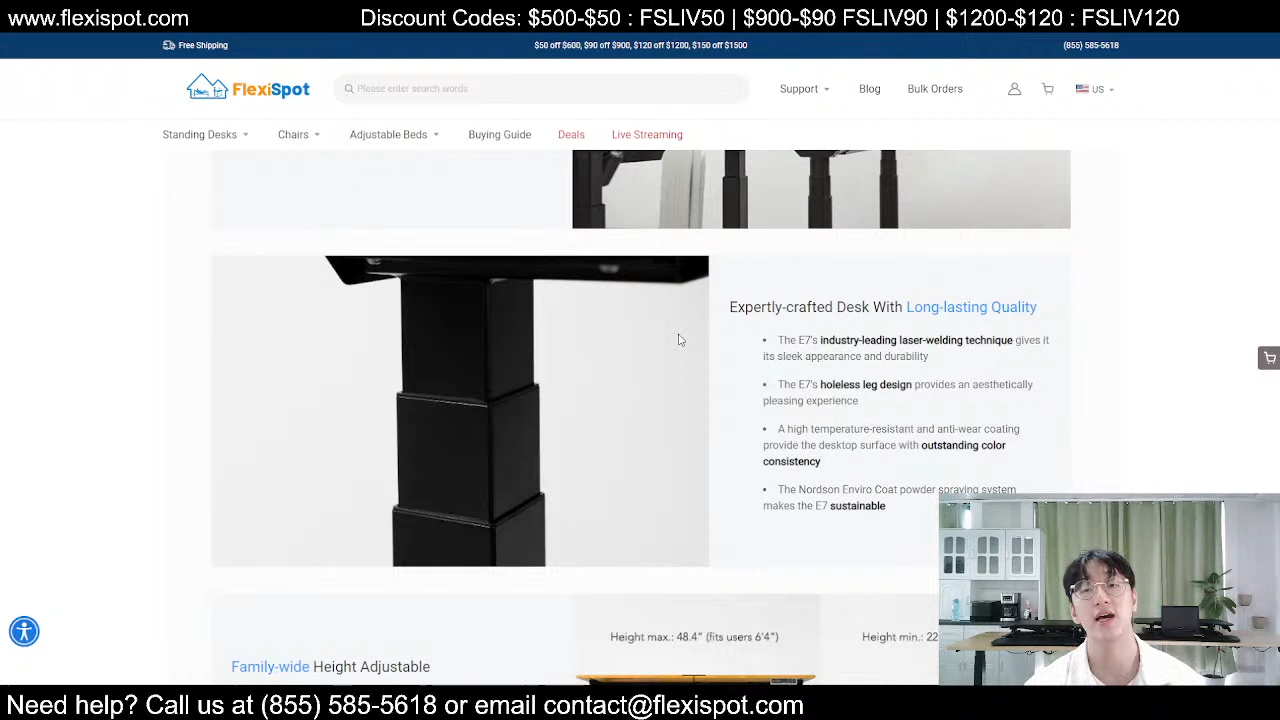 www.flexispot.com
Discount Codes: $500-$50 : FSLIV50 | $900-$90 FSLIV90 | $1200-$120 : FSLIV120
Free Shipping
$50 off $600, $90 off $900, $120 off $1200, $150 off $1500
(855) 585-5618
FlexiSpot
Please enter search words
Support
Blog
Bulk Orders
US
Standing Desks
Chairs
Adjustable Beds
Buying Guide
Deals
Live Streaming
Expertly-crafted Desk With Long-lasting Quality
• The E7's industry-leading laser-welding technique gives it
its sleek appearance and durability
• The E7's holeless leg design provides an aesthetically
pleasing experience
• A high temperature-resistant and anti-wear coating
provide the desktop surface with outstanding color
consistency
• The Nordson Enviro Coat powder spraying system
makes the E7 sustainable
Height max.: 48.4" (fits users 6'4")
Height min.: 22
Family-wide Height Adjustable
Need help? Call us at (855) 585-5618 or email contact@flexispot.com